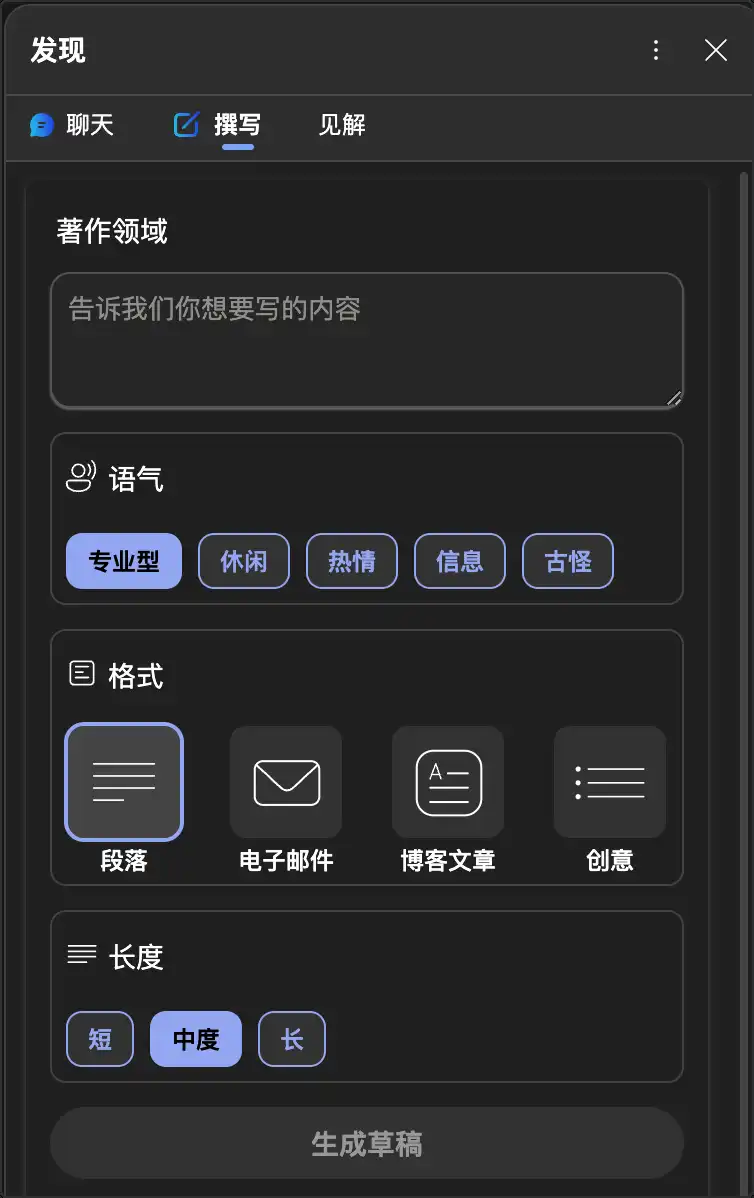 发现
聊天 撰写 见解
著作领域
告诉我们你想要写的内容
语气
专业型 休闲 热情 信息 古怪
格式
A
段落 电子邮件 博客文章 创意
长度
短 中度 长
生成草稿